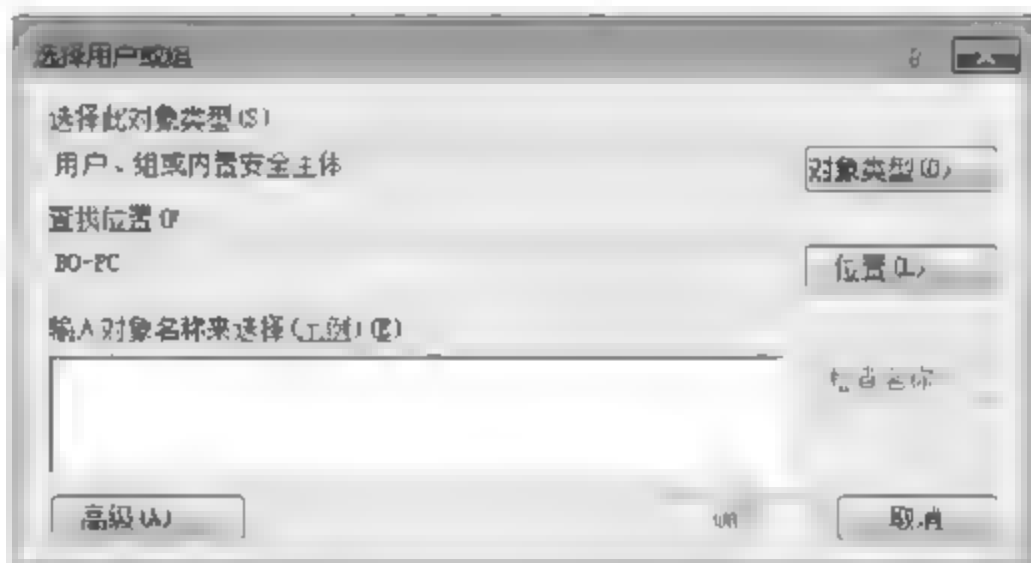 选择用户或组
选择此对象类型(S)
用户、组或内置安全主体
对象类型(O)
查找位置(F
BO-PC
位置(L)
输入对象名称来选择(示例)(E)
检查名称
高级(A)
取消